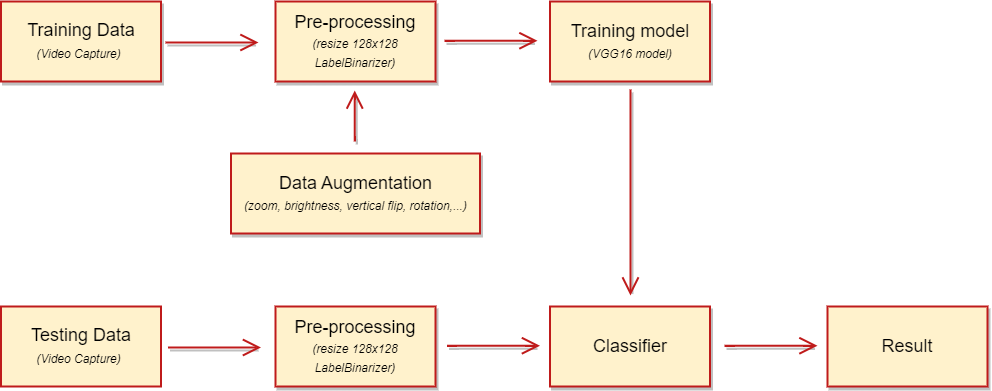 Training Data
(Video Capture)
Pre-processing
(resize 128x128
LabelBinarizer)
Training model
(VGG16 model)
Data Augmentation
(zoom, brightness, vertical flip, rotation,...)
Testing Data
(Video Capture)
Pre-processing
(resize 128x128
LabelBinarizer)
Classifier
Result